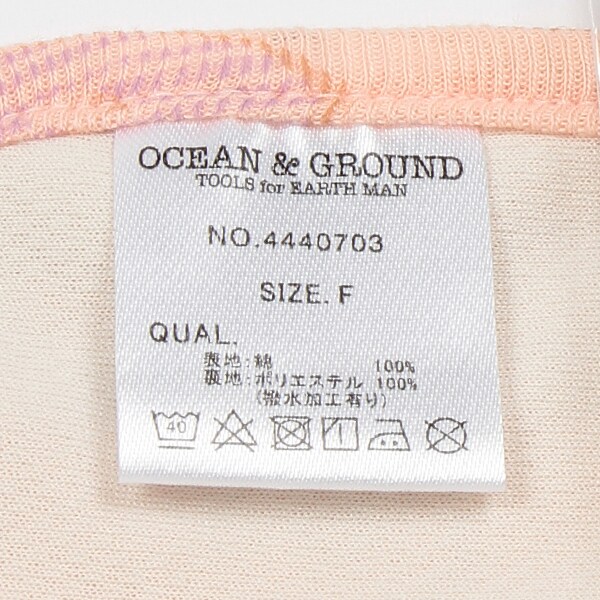 OCEAN & GROUND
TOOLS for EARTH MAN
NO.4440703
SIZE. F
QUAL.
表地:綿 100%
裏地:ポリエステル 100%
(撥水加工有り)
40